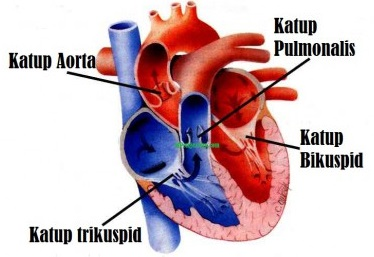 Katup
Pulmonalis
Katup Aorta
Katup
Bikuspid
Katup trikuspid